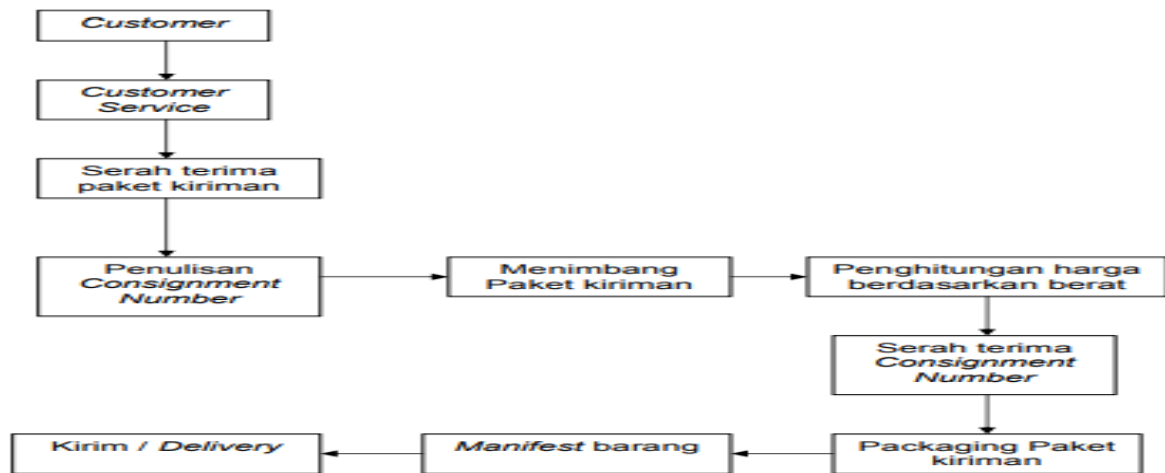 Customer
Customer
Service
Serah terima
paket kiriman
Penulisan
Consignment
Number
Menimbang
Paket kiriman
Penghitungan harga
berdasarkan berat
Serah terima
Consignment
Number
Packaging Paket
kiriman
Manifest barang
Kirim / Delivery